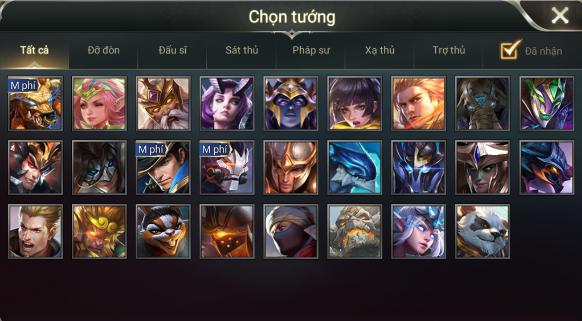 Chọn tướng
Tất cả Đỡ đòn Đấu sĩ Sát thủ Pháp sư Xạ thủ Trợ thủ Đã nhận
M phí
M phí M phí